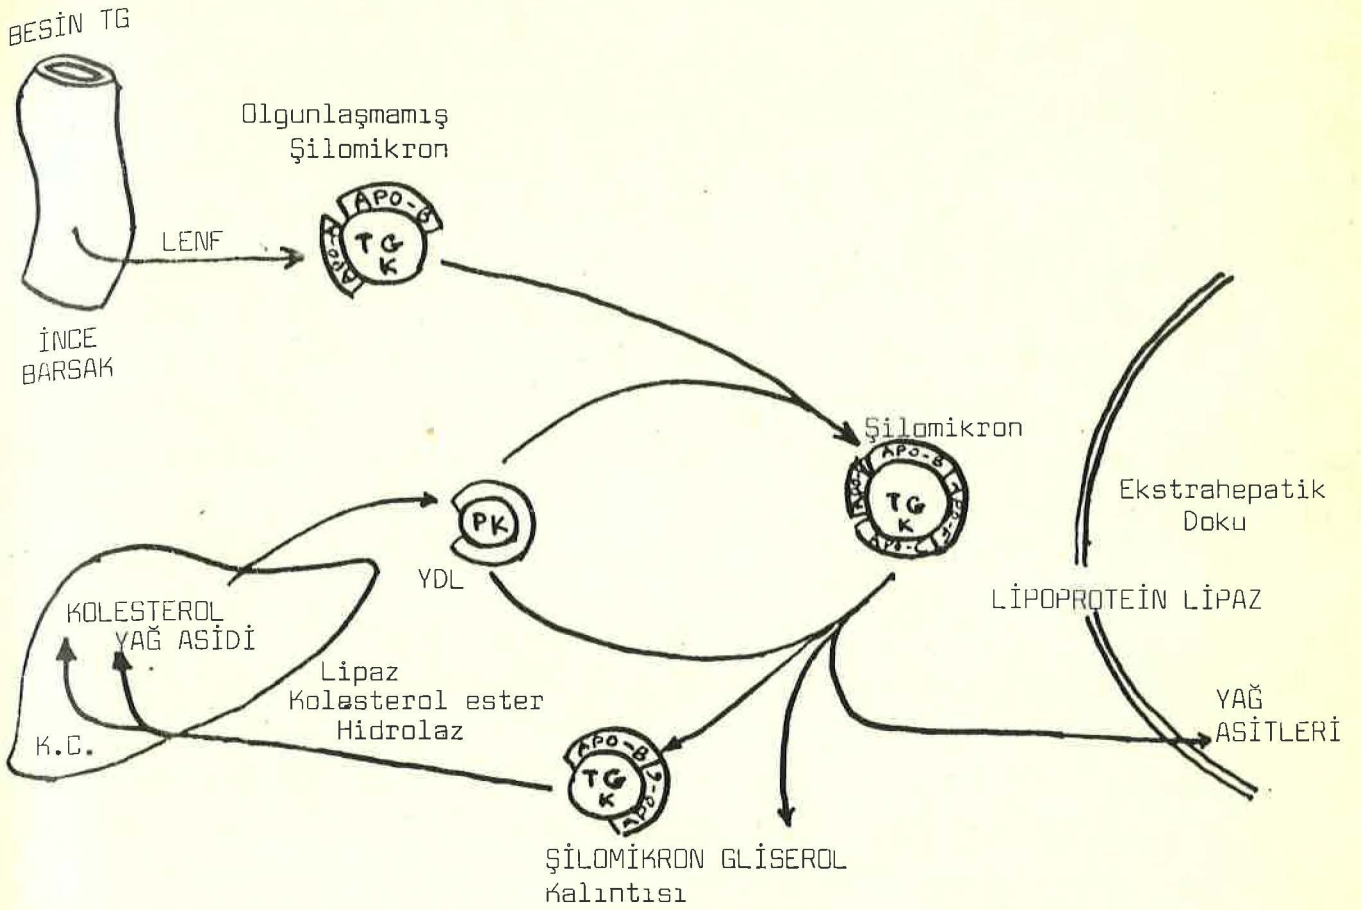 BESİN TG
Olgunlaşmamış
Şilomikron
APO-B
APO-A
TG
K
LENF
İNCE
BARSAK
Şilomikron
APO-B
TG
K
APO-C
Ekstrahepatik
Doku
PK
YDL
LİPOPROTEİN LİPAZ
KOLESTEROL
YAĞ ASİDİ
Lipaz
Kolesterol ester
Hidrolaz
K.C.
YAĞ
ASİTLERİ
APO-B
TG
K
ŞİLOMİKRON GLİSEROL
Kalıntısı